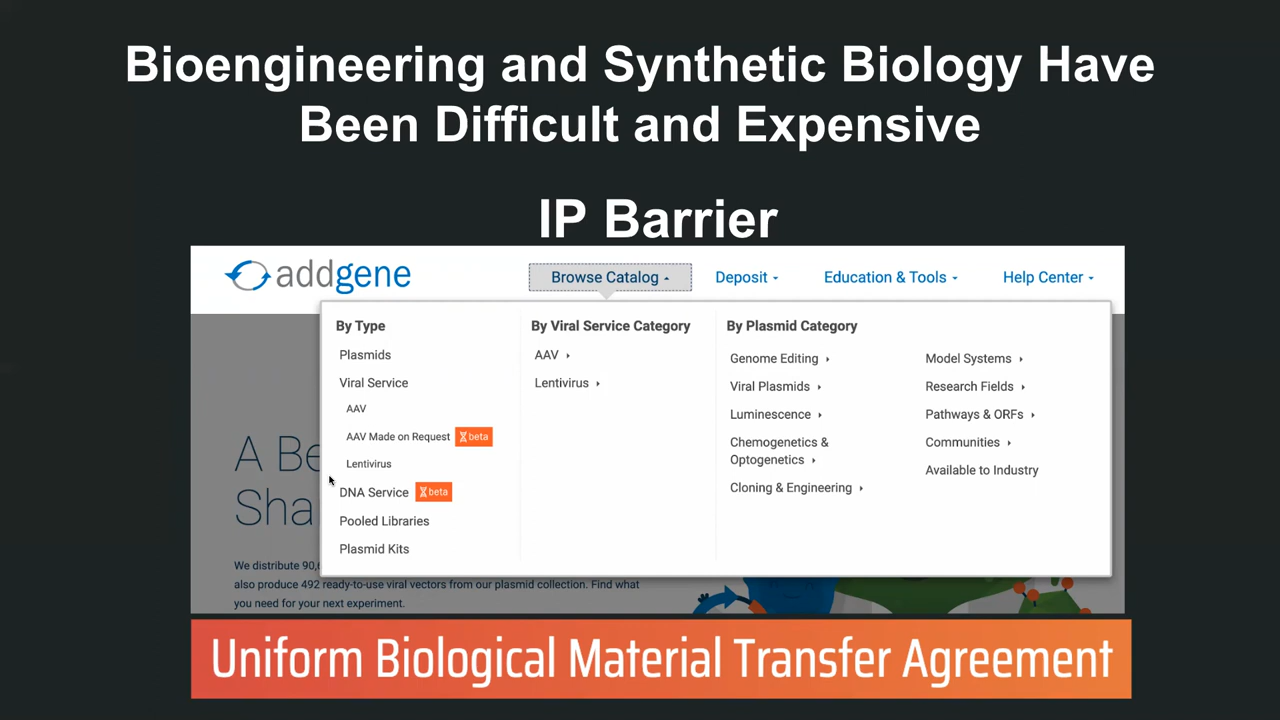 Bioengineering and Synthetic Biology Have
Been Difficult and Expensive
IP Barrier
addgene
Browse Catalog
Deposit
Education & Tools
Help Center
By Type
Plasmids
Viral Service
AAV
AAV Made on Request beta
Lentivirus
DNA Service beta
Pooled Libraries
Plasmid Kits
By Viral Service Category
AAV
Lentivirus
By Plasmid Category
Genome Editing
Viral Plasmids
Luminescence
Chemogenetics &
Optogenetics
Cloning & Engineering
Model Systems
Research Fields
Pathways & ORFs
Communities
Available to Industry
A
Sha
We distribute
also produce 492 ready-to-use viral vectors from our plasmid collection. Find what
you need for your next experiment.
Uniform Biological Material Transfer Agreement